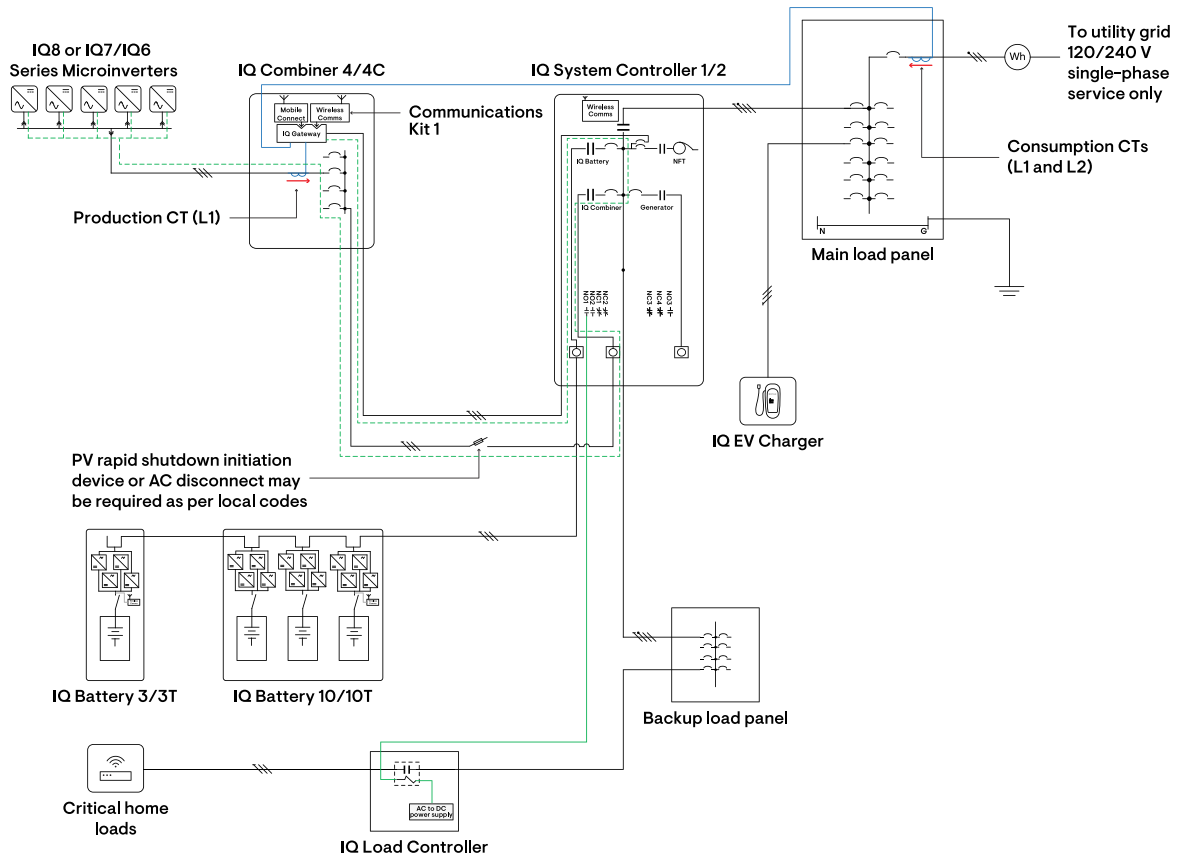 IQ8 or IQ7/IQ6
Series Microinverters
IQ Combiner 4/4C
IQ System Controller 1/2
To utility grid
120/240 V
single-phase
service only
Wh
Mobile
Connect
Wireless
Comms
IQ Gateway
Communications
Kit 1
Wireless
Comms
IQ Battery
NFT
IQ Combiner
Generator
Consumption CTs
(L1 and L2)
Production CT (L1)
N
G
Main load panel
NO1
NO2
NC1
NC2
NC3
NC4
NO3
IQ EV Charger
PV rapid shutdown initiation
device or AC disconnect may
be required as per local codes
IQ Battery 3/3T
IQ Battery 10/10T
Backup load panel
Critical home
loads
AC to DC
power supply
IQ Load Controller